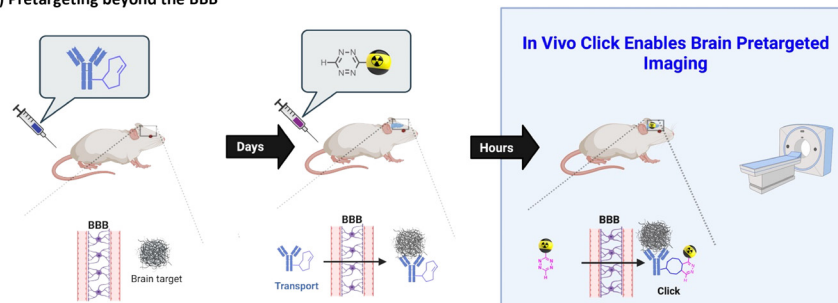 ) Pretargeting beyond the BBB
In Vivo Click Enables Brain Pretargeted
Imaging
H
N=N
N-N
Days
Hours
BBB
Brain target
BBB
Transport
BBB
Click